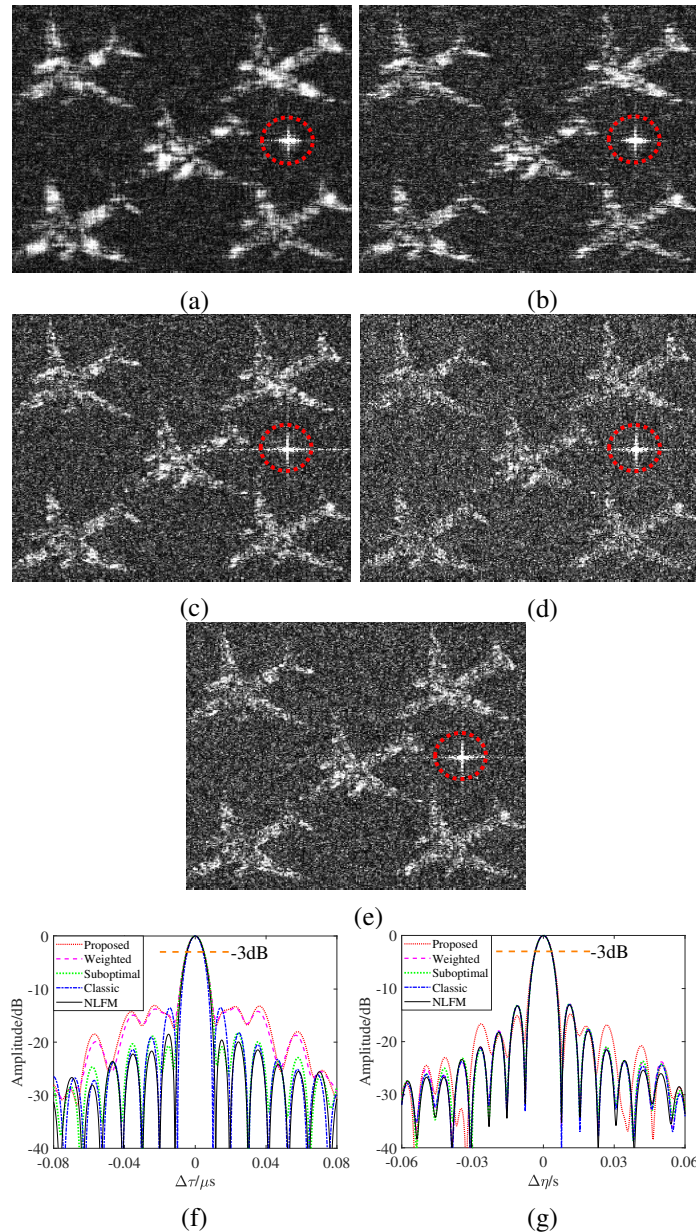 (a)
(b)
(c)
(d)
(e)
0
-10
-20
-30
-40
Amplitude/dB
Proposed
Weighted
Suboptimal
Classic
NLFM
-3dB
-0.08
-0.04
0
0.04
0.08
Δτ/μs
(f)
0
-10
-20
-30
-40
Amplitude/dB
Proposed
Weighted
Suboptimal
Classic
NLFM
-3dB
-0.06
-0.03
0
0.03
0.06
Δη/s
(g)